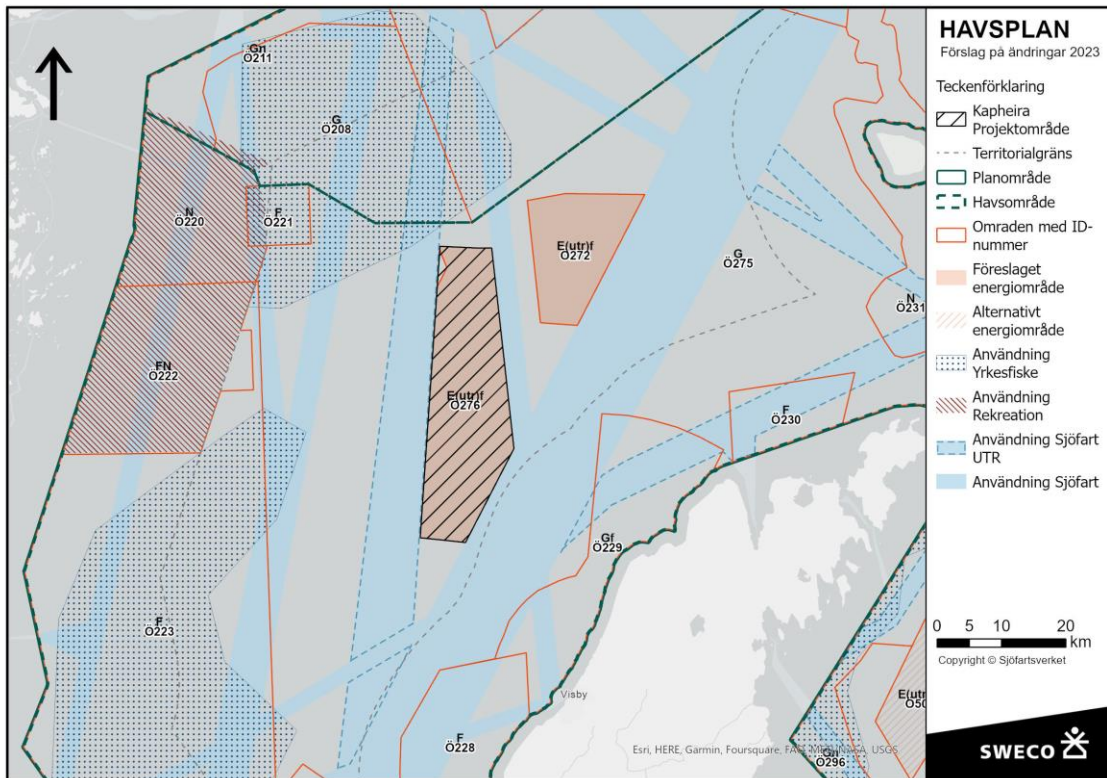 Gn
Ö211
G
Ö208
N
Ö220
F
Ö221
E(utr)f
Ö272
G
Ö275
N
Ö231
FN
Ö222
E(utr)f
Ö276
F
Ö230
Gf
Ö229
F
Ö223
Visby
F
Ö228
E(utr
Ö50
Gn
Ö296
Esri, HERE, Garmin, Foursquare, FAO, METI/NASA, USGS
HAVSPLAN
Förslag på ändringar 2023
Teckenförklaring
Kapheira
Projektområde
Territorialgräns
Planområde
Havsområde
Områden med ID-
nummer
Föreslaget
energiområde
Alternativt
energiområde
Användning
Yrkesfiske
Användning
Rekreation
Användning Sjöfart
UTR
Användning Sjöfart
0 5 10 20
km
Copyright © Sjöfartsverket
SWECO